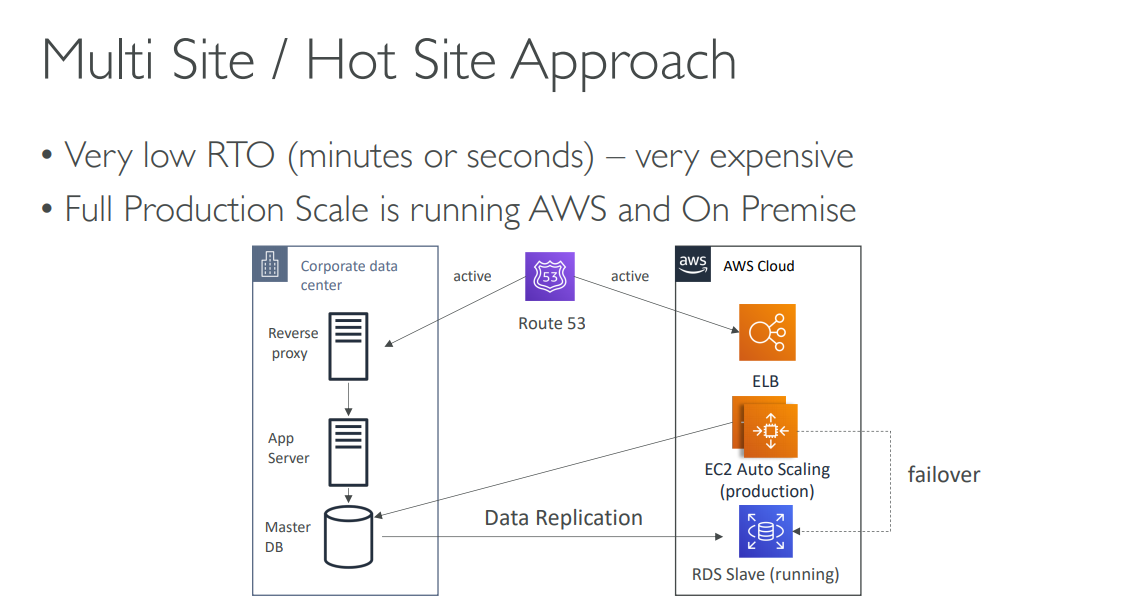 Multi Site / Hot Site Approach
• Very low RTO (minutes or seconds) – very expensive
• Full Production Scale is running AWS and On Premise
Corporate data
center
active
53
active
aws
AWS Cloud
Route 53
Reverse
proxy
ELB
App
Server
EC2 Auto Scaling
(production)
failover
Master
DB
Data Replication
RDS Slave (running)